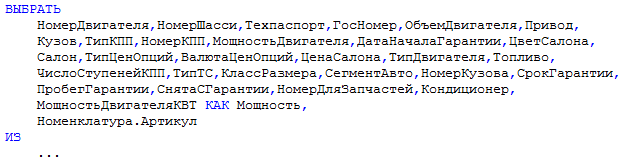 ВЫБРАТЬ
НомерДвигателя,НомерШасси,Техпаспорт,ГосНомер,ОбъемДвигателя,Привод,
Кузов,ТипКПП,НомерКПП,МощностьДвигателя,ДатаНачалаГарантии,ЦветСалона,
Салон,ТипЦенОпций,ВалютаЦенОпций,ЦенаСалона,ТипДвигателя,Топливо,
ЧислоСтупенейКПП,ТипТС,КлассРазмера,СегментАвто,НомерКузова,СрокГарантии,
ПробегГарантии,СнятаСГарантии,НомерДляЗапчастей,Кондиционер,
МощностьДвигателяКВТ КАК Мощность,
Номенклатура.Артикул
ИЗ
...